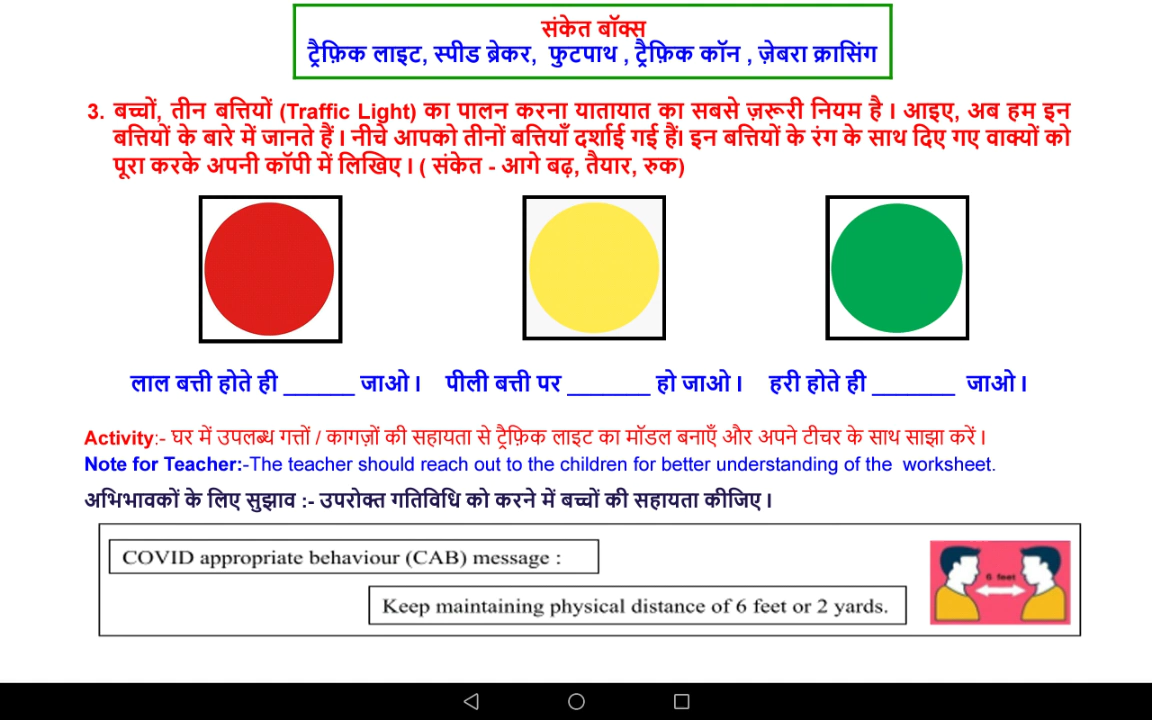 संकेत बॉक्स
ट्रैफ़िक लाइट, स्पीड ब्रेकर, फुटपाथ , ट्रैफ़िक कॉन , ज़ेबरा क्रासिंग
3. बच्चों, तीन बत्तियों (Traffic Light) का पालन करना यातायात का सबसे ज़रूरी नियम है । आइए, अब हम इन
बत्तियों के बारे में जानते हैं । नीचे आपको तीनों बत्तियाँ दर्शाई गई हैं। इन बत्तियों के रंग के साथ दिए गए वाक्यों को
पूरा करके अपनी कॉपी में लिखिए । ( संकेत - आगे बढ़, तैयार, रुक)
लाल बत्ती होते ही ______ जाओ । पीली बत्ती पर _______ हो जाओ । हरी होते ही _______ जाओ ।
Activity:- घर में उपलब्ध गत्तों / कागज़ों की सहायता से ट्रैफ़िक लाइट का मॉडल बनाएँ और अपने टीचर के साथ साझा करें ।
Note for Teacher:-The teacher should reach out to the children for better understanding of the worksheet.
अभिभावकों के लिए सुझाव :- उपरोक्त गतिविधि को करने में बच्चों की सहायता कीजिए ।
COVID appropriate behaviour (CAB) message :
6 feet
Keep maintaining physical distance of 6 feet or 2 yards.